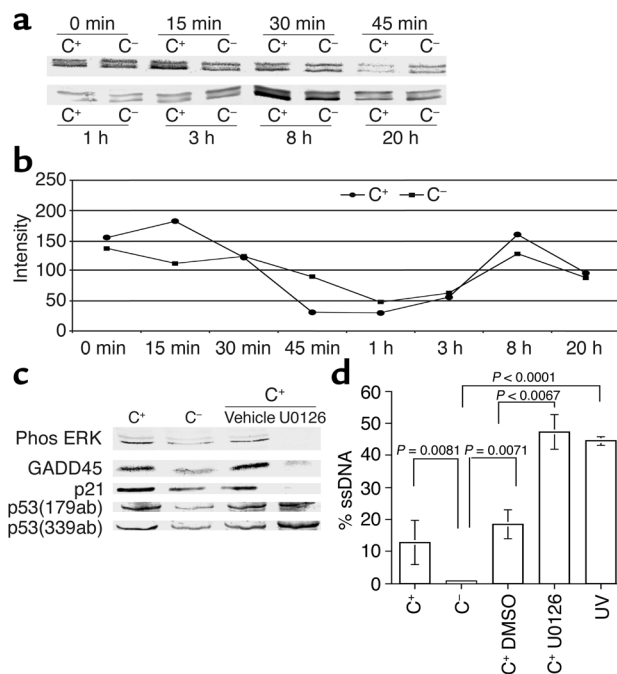 a
0 min 15 min 30 min 45 min
C⁺ C⁻ C⁺ C⁻ C⁺ C⁻ C⁺ C⁻
C⁺ C⁻ C⁺ C⁻ C⁺ C⁻ C⁺ C⁻
1 h 3 h 8 h 20 h
b
250
200
150
100
50
0
Intensity
C⁺ C⁻
0 min 15 min 30 min 45 min 1 h 3 h 8 h 20 h
c
C⁺
C⁺ C⁻ Vehicle U0126
Phos ERK
GADD45
p21
p53(179ab)
p53(339ab)
d
P < 0.0001
P < 0.0067
P = 0.0081 P = 0.0071
60
50
40
30
20
10
0
% ssDNA
C⁺
C⁻
C⁺ DMSO
C⁺ U0126
UV